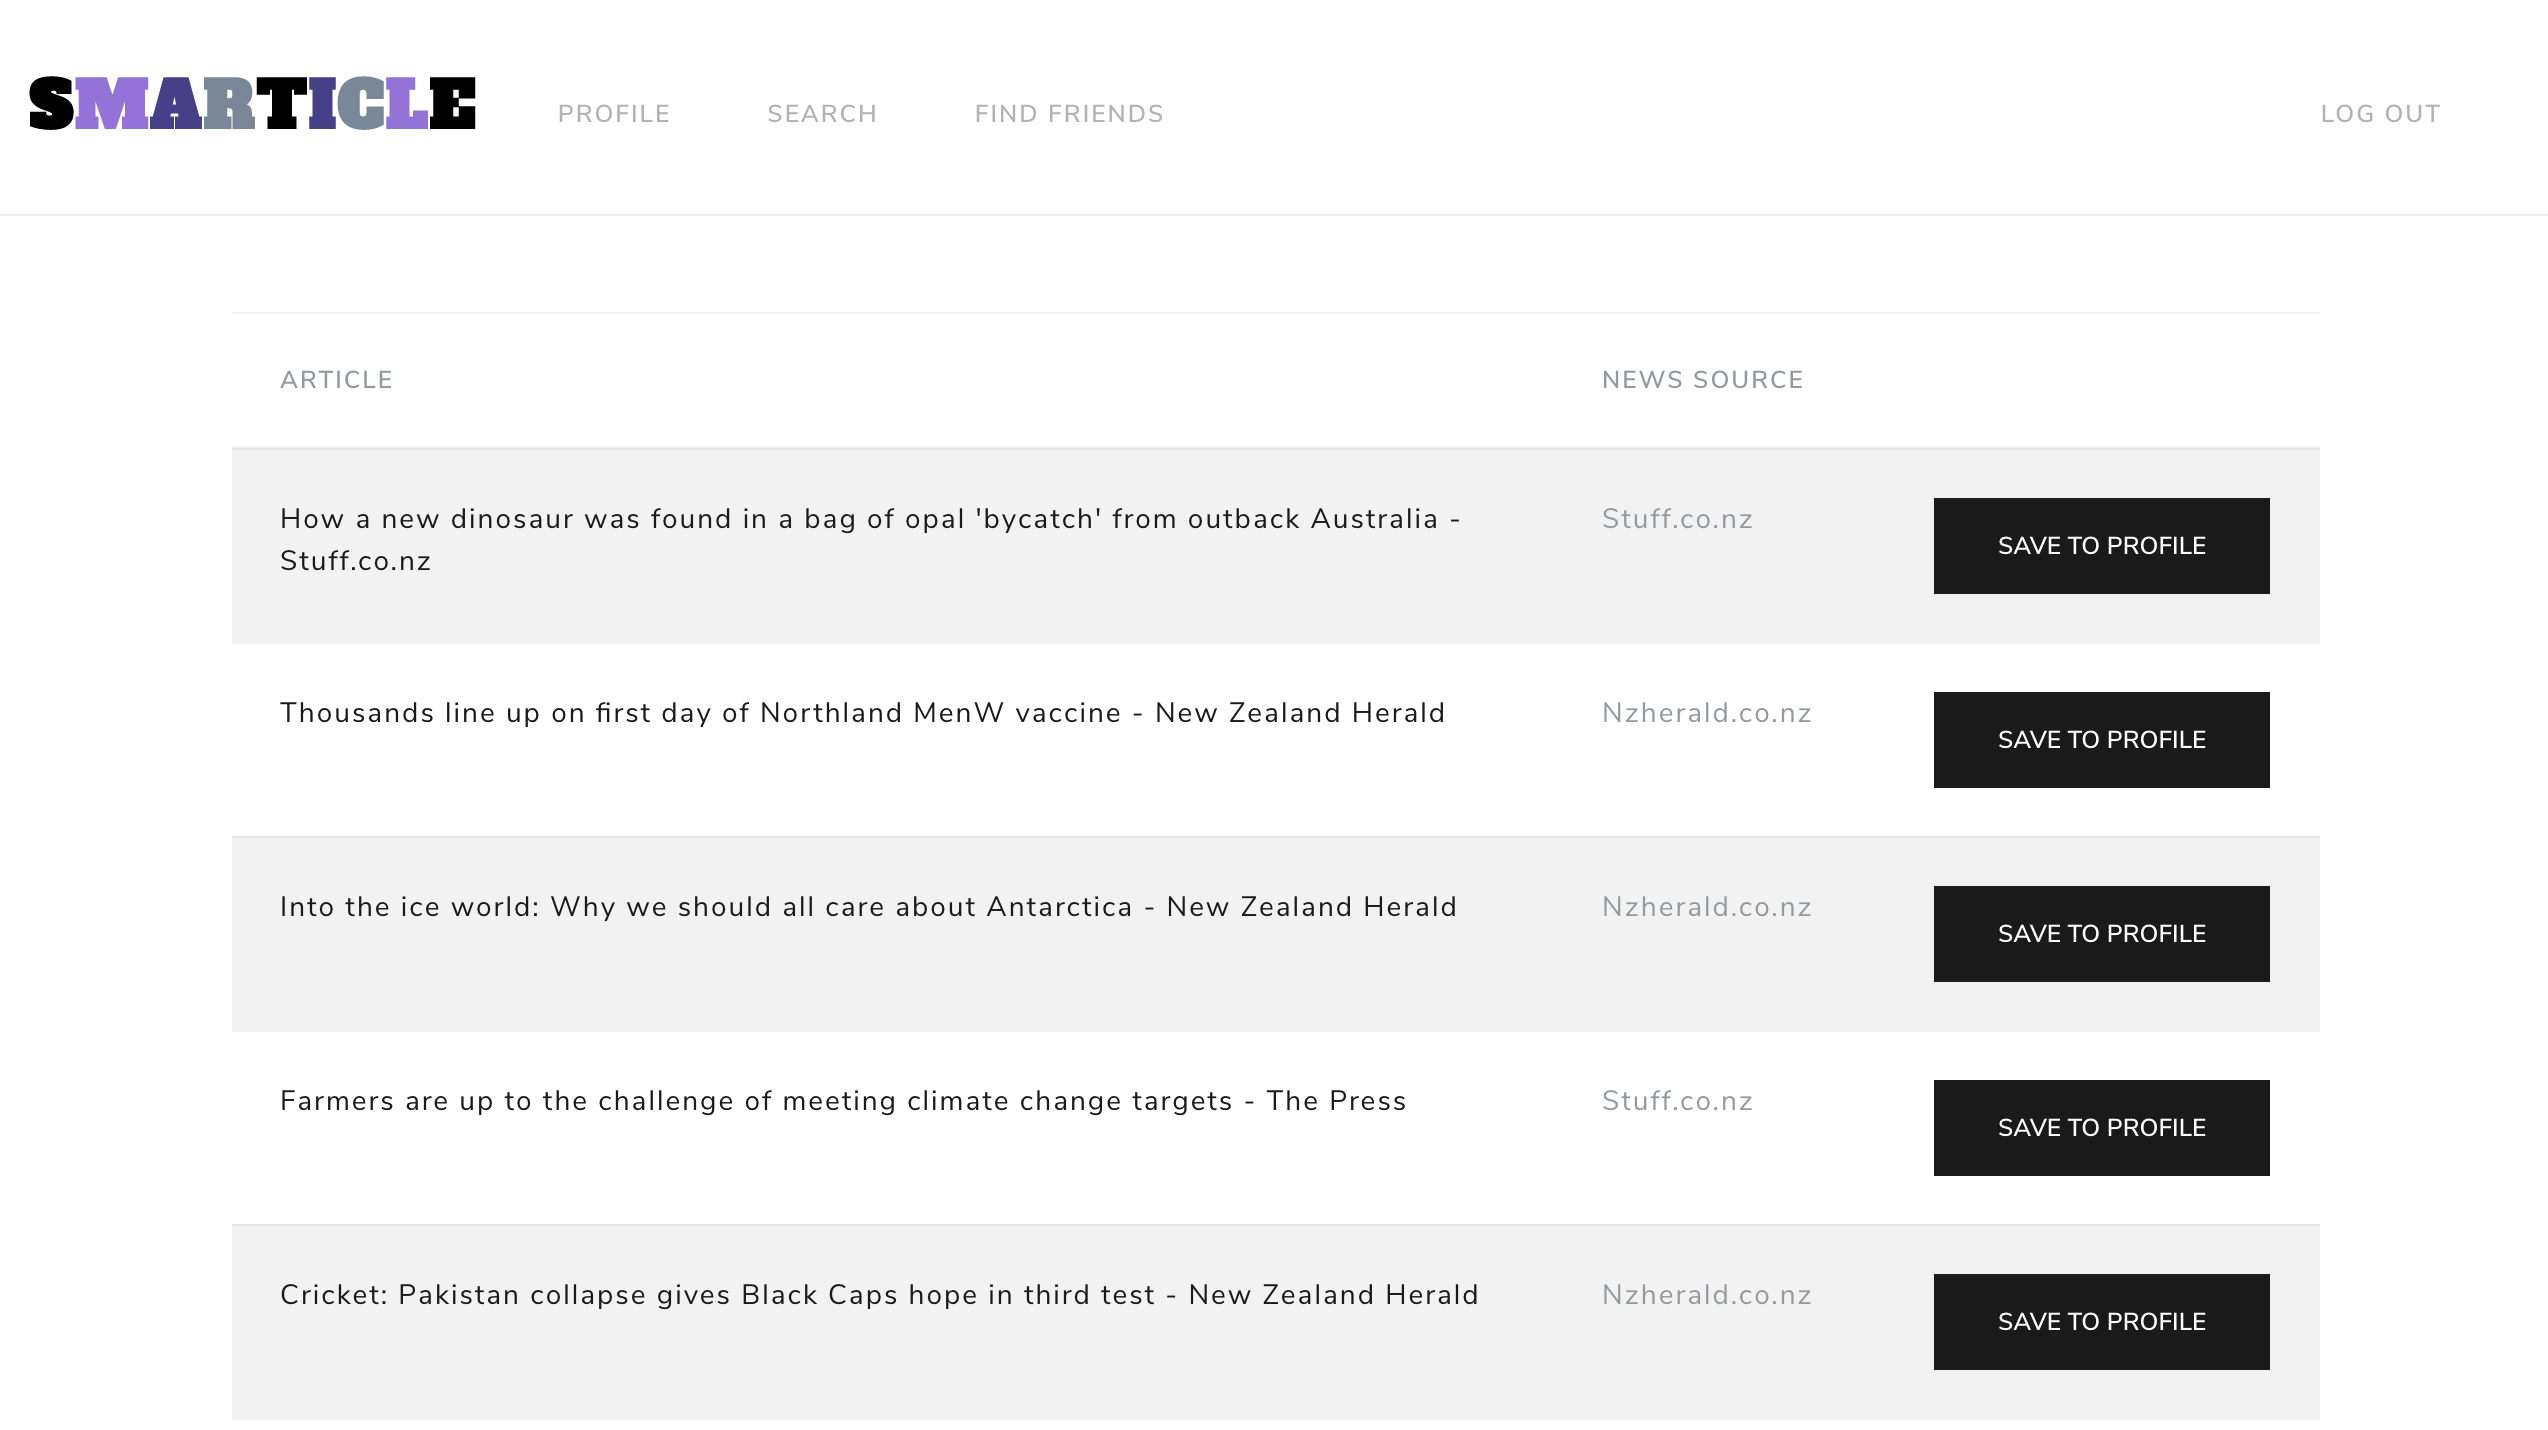 SMARTICLE
PROFILE
SEARCH
FIND FRIENDS
LOG OUT
ARTICLE
NEWS SOURCE
How a new dinosaur was found in a bag of opal 'bycatch' from outback Australia -
Stuff.co.nz
Stuff.co.nz
SAVE TO PROFILE
Thousands line up on first day of Northland MenW vaccine - New Zealand Herald
Nzherald.co.nz
SAVE TO PROFILE
Into the ice world: Why we should all care about Antarctica - New Zealand Herald
Nzherald.co.nz
SAVE TO PROFILE
Farmers are up to the challenge of meeting climate change targets - The Press
Stuff.co.nz
SAVE TO PROFILE
Cricket: Pakistan collapse gives Black Caps hope in third test - New Zealand Herald
Nzherald.co.nz
SAVE TO PROFILE